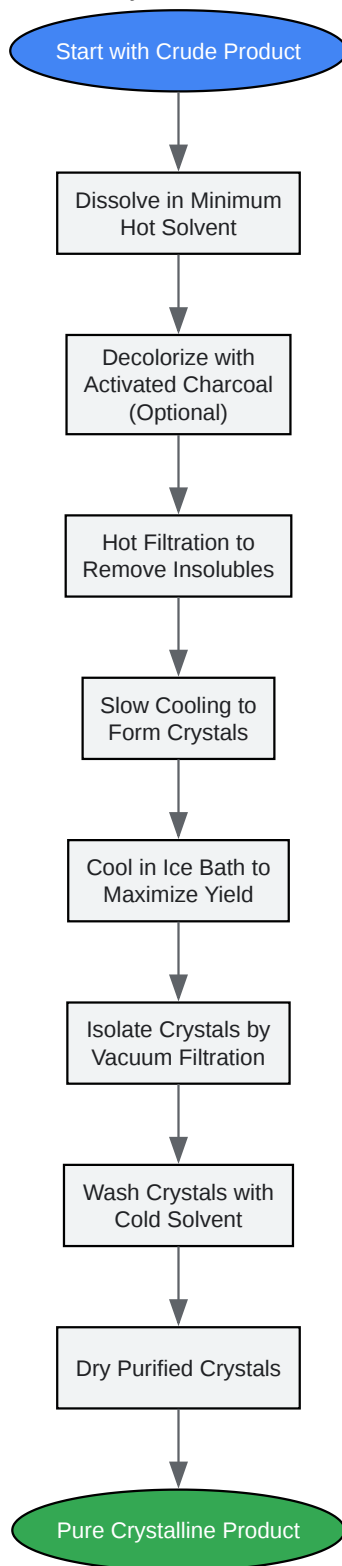 Start with Crude Product
Dissolve in Minimum
Hot Solvent
Decolorize with
Activated Charcoal
(Optional)
Hot Filtration to
Remove Insolubles
Slow Cooling to
Form Crystals
Cool in Ice Bath to
Maximize Yield
Isolate Crystals by
Vacuum Filtration
Wash Crystals with
Cold Solvent
Dry Purified Crystals
Pure Crystalline Product